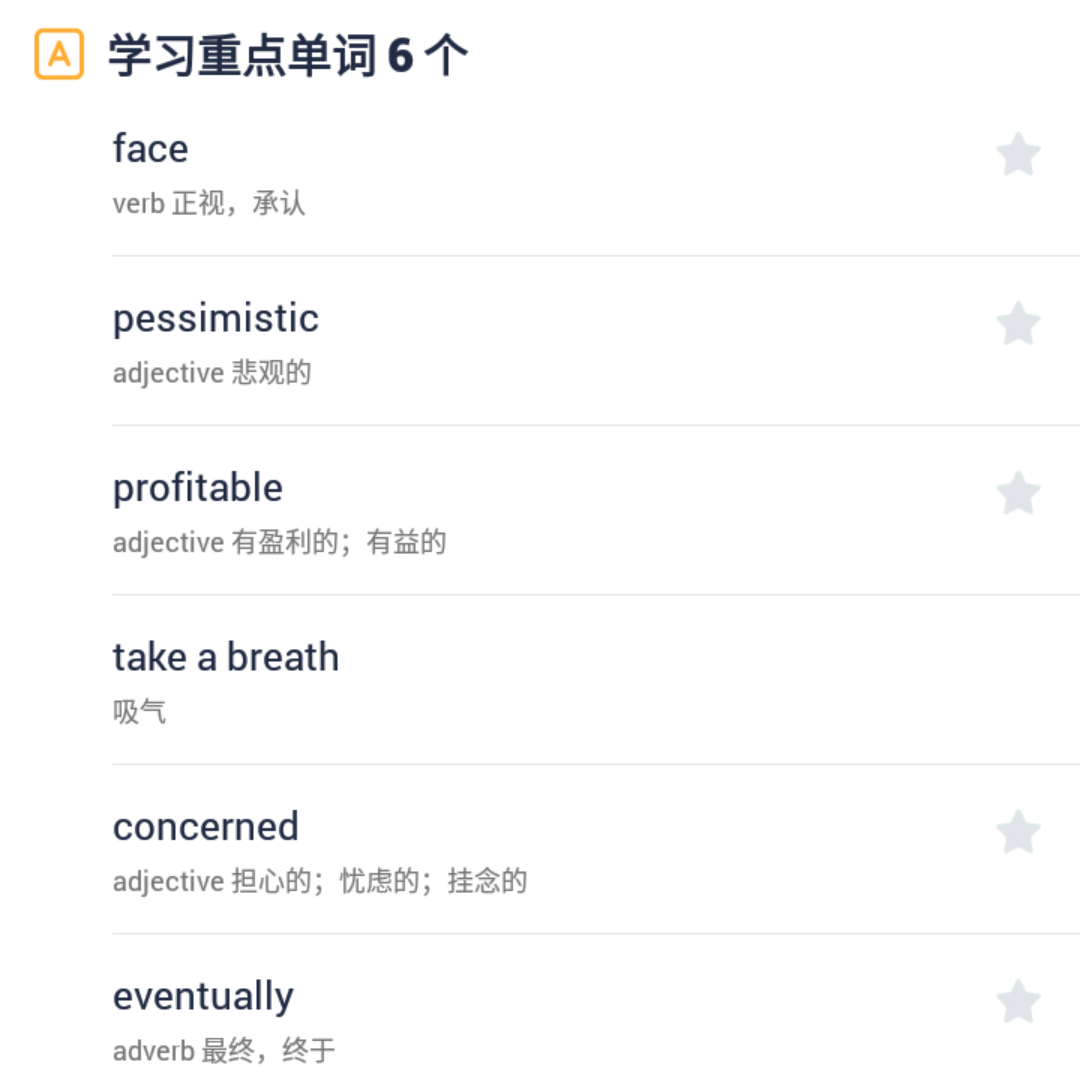 A 学习重点单词 6 个
face
verb 正视，承认
pessimistic
adjective 悲观的
profitable
adjective 有盈利的；有益的
take a breath
吸气
concerned
adjective 担心的；忧虑的；挂念的
eventually
adverb 最终，终于